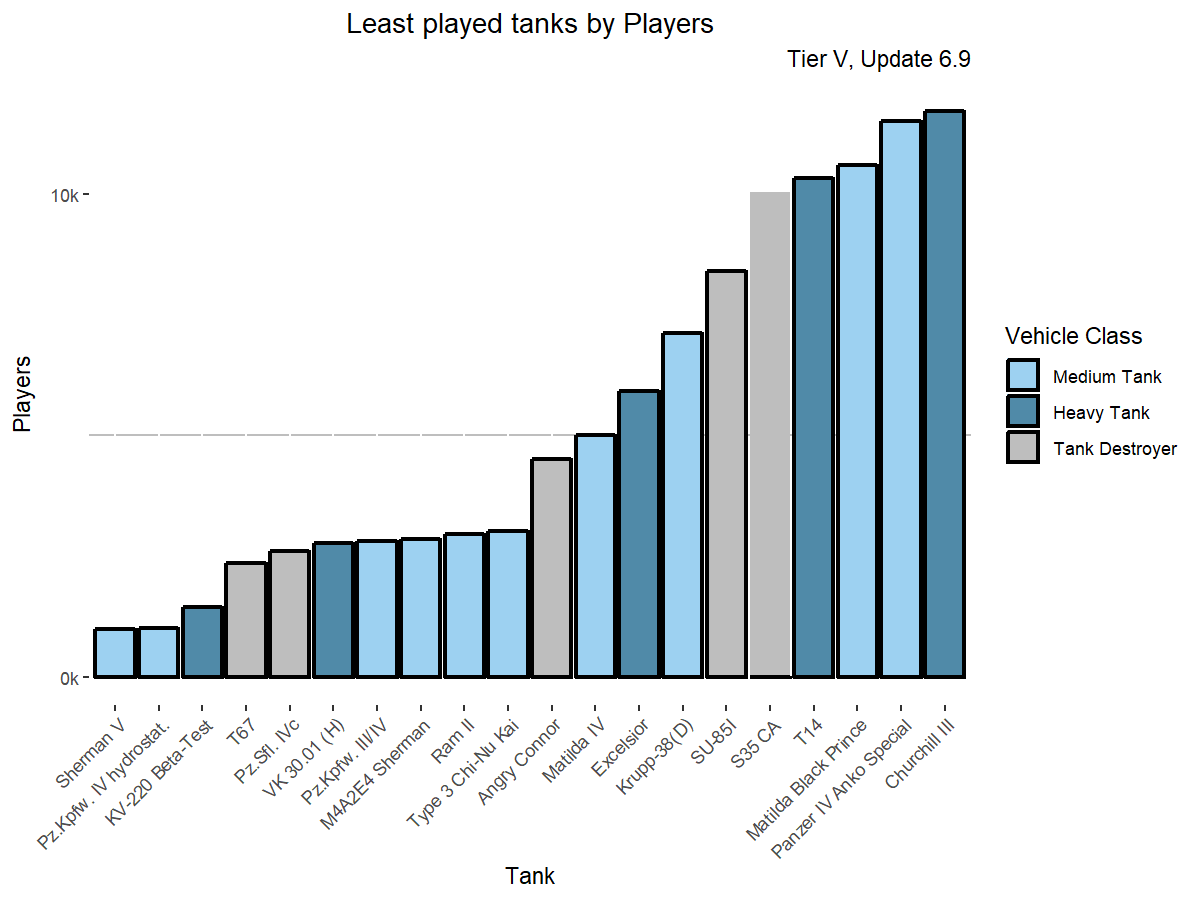 Least played tanks by Players
Tier V, Update 6.9
Players
10k
0k
Sherman V
Pz.Kpfw. IV hydrostat.
KV-220 Beta-Test
T67
Pz.Sfl. IVc
VK 30.01 (H)
Pz.Kpfw. III/IV
M4A2E4 Sherman
Ram II
Type 3 Chi-Nu Kai
Angry Connor
Matilda IV
Excelsior
Krupp-38(D)
SU-85I
S35 CA
T14
Matilda Black Prince
Panzer IV Anko Special
Churchill III
Tank
Vehicle Class
Medium Tank
Heavy Tank
Tank Destroyer